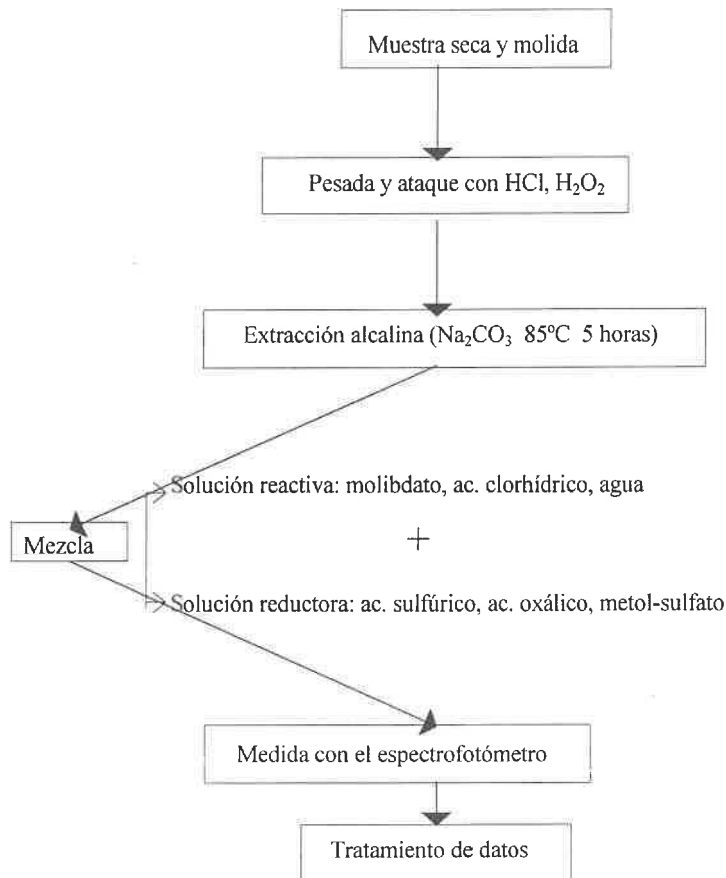 Muestra seca y molida
Pesada y ataque con HCl, H₂O₂
Extracción alcalina (Na₂CO₃ 85ºC 5 horas)
Solución reactiva: molibdato, ac. clorhídrico, agua
Mezcla
+
Solución reductora: ac. sulfúrico, ac. oxálico, metol-sulfato
Medida con el espectrofotómetro
Tratamiento de datos